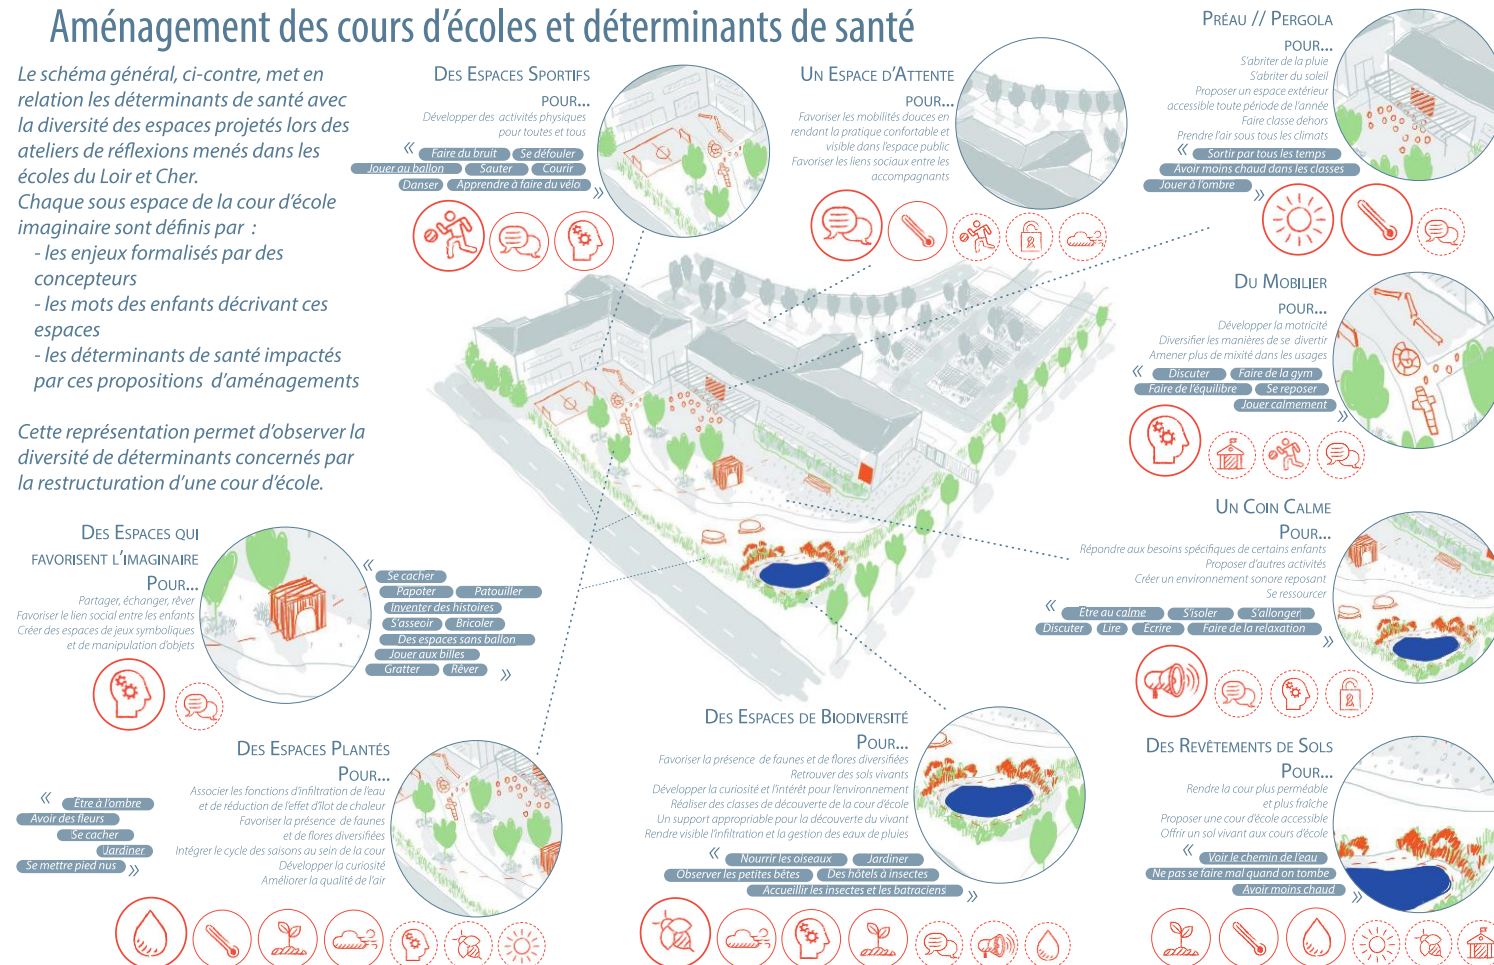 Aménagement des cours d'écoles et déterminants de santé
Le schéma général, ci-contre, met en
relation les déterminants de santé avec
la diversité des espaces projetés lors des
ateliers de réflexions menés dans les
écoles du Loir et Cher.
Chaque sous espace de la cour d'école
imaginaire sont définis par :
- les enjeux formalisés par des
concepteurs
- les mots des enfants décrivant ces
espaces
- les déterminants de santé impactés
par ces propositions d'aménagements
Cette représentation permet d'observer la
diversité de déterminants concernés par
la restructuration d'une cour d'école.
Des Espaces Sportifs
pour...
Développer des activités physiques
pour toutes et tous
« Faire du bruit Se défouler
Jouer au ballon Sauter Courir
Danser Apprendre à faire du vélo »
Un Espace d'Attente
pour...
Favoriser les mobilités douces en
rendant la pratique confortable et
visible dans l'espace public
Favoriser les liens sociaux entre les
accompagnants
Préau // Pergola
pour...
S'abriter de la pluie
S'abriter du soleil
Proposer un espace extérieur
accessible toute période de l'année
Faire classe dehors
Prendre l'air sous tous les climats
« Sortir par tous les temps
Avoir moins chaud dans les classes
Jouer à l'ombre »
Du Mobilier
pour...
Développer la motricité
Diversifier les manières de se divertir
Amener plus de mixité dans les usages
« Discuter Faire de la gym
Faire de l'équilibre Se reposer
Jouer calmement »
Un Coin Calme
Pour...
Répondre aux besoins spécifiques de certains enfants
Proposer d'autres activités
Créer un environnement sonore reposant
Se ressourcer
« Etre au calme S'isoler S'allonger
Discuter Lire Ecrire Faire de la relaxation »
Des Espaces qui
favorisent l'imaginaire
Pour...
Partager, échanger, rêver
Favoriser le lien social entre les enfants
Créer des espaces de jeux symboliques
et de manipulation d'objets
« Se cacher
Papoter Patouiller
Inventer des histoires
S'asseoir Bricoler
Des espaces sans ballon
Jouer aux billes
Gratter Rêver »
Des Espaces Plantés
Pour...
Associer les fonctions d'infiltration de l'eau
et de réduction de l'effet d'îlot de chaleur
Favoriser la présence de faunes
et de flores diversifiées
Intégrer le cycle des saisons au sein de la cour
Développer la curiosité
Améliorer la qualité de l'air
« Etre à l'ombre
Avoir des fleurs
Se cacher
Jardiner
Se mettre pied nus »
Des Espaces de Biodiversité
Pour...
Favoriser la présence de faunes et de flores diversifiées
Retrouver des sols vivants
Développer la curiosité et l'intérêt pour l'environnement
Réaliser des classes de découverte de la cour d'école
Un support appropriable pour la découverte du vivant
Rendre visible l'infiltration et la gestion des eaux de pluies
« Nourrir les oiseaux Jardiner
Observer les petites bêtes Des hôtels à insectes
Accueillir les insectes et les batraciens »
Des Revêtements de Sols
Pour...
Rendre la cour plus perméable
et plus fraîche
Proposer une cour d'école accessible
Offrir un sol vivant aux cours d'école
« Voir le chemin de l'eau
Ne pas se faire mal quand on tombe
Avoir moins chaud »